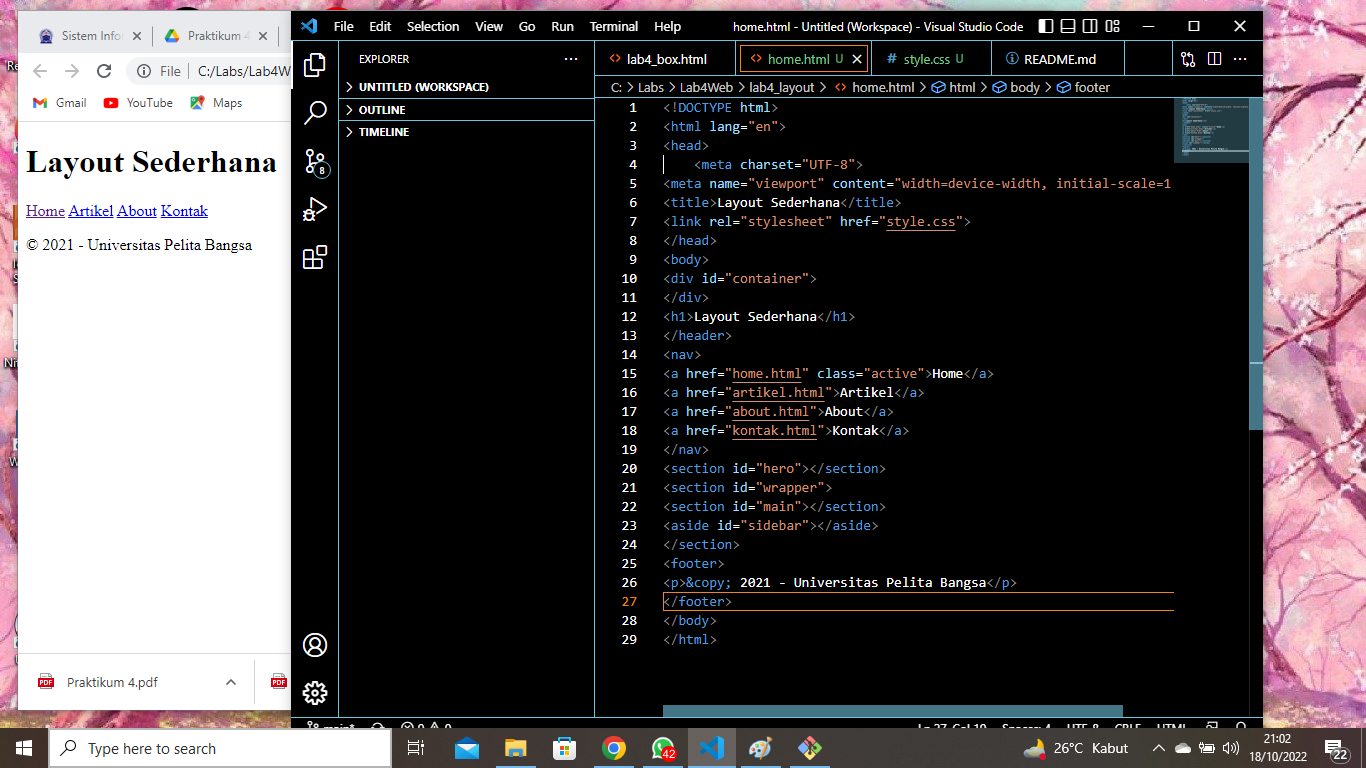 Sistem Infor
Praktikum 4
File
C:/Labs/Lab4W
Gmail
YouTube
Maps
Layout Sederhana
Home Artikel About Kontak
© 2021 - Universitas Pelita Bangsa
Praktikum 4.pdf
PDF
PDF
File Edit Selection View Go Run Terminal Help
home.html - Untitled (Workspace) - Visual Studio Code
EXPLORER
UNTITLED (WORKSPACE)
OUTLINE
TIMELINE
8
lab4_box.html
home.html U
style.css U
README.md
C: > Labs > Lab4Web > lab4_layout > home.html > html > body > footer
1 <!DOCTYPE html>
2 <html lang="en">
3 <head>
4 <meta charset="UTF-8">
5 <meta name="viewport" content="width=device-width, initial-scale=1
6 <title>Layout Sederhana</title>
7 <link rel="stylesheet" href="style.css">
8 </head>
9 <body>
10 <div id="container">
11 </div>
12 <h1>Layout Sederhana</h1>
13 </header>
14 <nav>
15 <a href="home.html" class="active">Home</a>
16 <a href="artikel.html">Artikel</a>
17 <a href="about.html">About</a>
18 <a href="kontak.html">Kontak</a>
19 </nav>
20 <section id="hero"></section>
21 <section id="wrapper">
22 <section id="main"></section>
23 <aside id="sidebar"></aside>
24 </section>
25 <footer>
26 <p>&copy; 2021 - Universitas Pelita Bangsa</p>
27 </footer>
28 </body>
29 </html>
Type here to search
42
26°C Kabut
21:02
18/10/2022
22